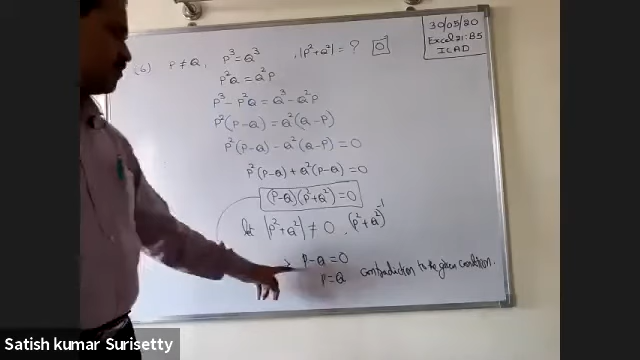 (6) P ≠ Q, P³ = Q³, |P²+Q²| = ? 0
P²Q = Q²P
P³ - P²Q = Q³ - Q²P
P²(P-Q) = Q²(Q-P)
P²(P-Q) - Q²(Q-P) = 0
P²(P-Q) + Q²(P-Q) = 0
(P-Q)(P²+Q²) = 0
let |P²+Q²| ≠ 0 . (P²+Q²)⁻¹
P-Q = 0
P=Q contradiction to the given condition.
30/05/20
Excel21: B5
ICAD
Satish kumar Surisetty